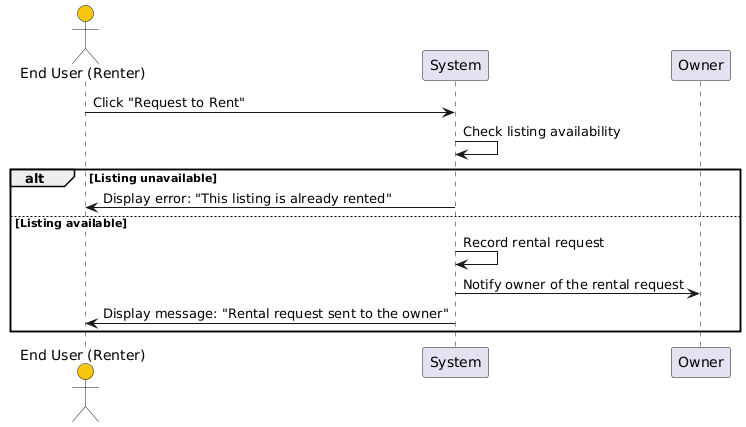 End User (Renter)
System
Owner
Click "Request to Rent"
Check listing availability
alt
[Listing unavailable]
Display error: "This listing is already rented"
[Listing available]
Record rental request
Notify owner of the rental request
Display message: "Rental request sent to the owner"
End User (Renter)
System
Owner